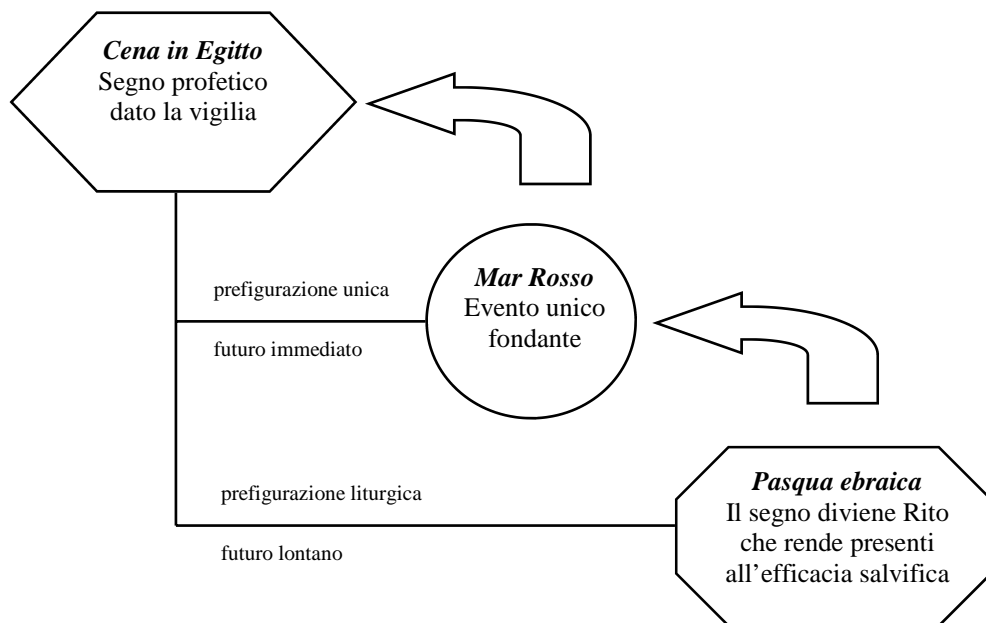 Cena in Egitto
Segno profetico
dato la vigilia
prefigurazione unica
futuro immediato
Mar Rosso
Evento unico
fondante
prefigurazione liturgica
futuro lontano
Pasqua ebraica
Il segno diviene Rito
che rende presenti
all’efficacia salvifica